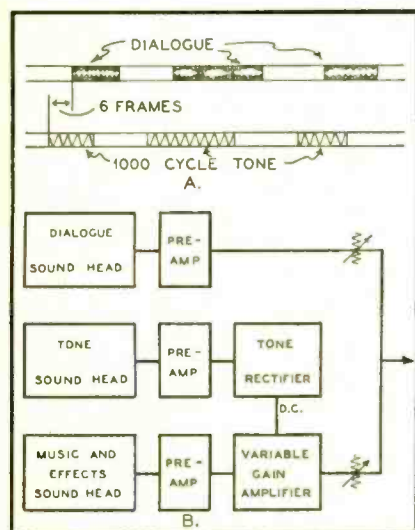 DIALOGUE
6 FRAMES
1000 CYCLE TONE
A.
DIALOGUE
SOUND HEAD
PRE-
AMP
TONE
SOUND HEAD
PRE-
AMP
TONE
RECTIFIER
D.C.
MUSIC AND
EFFECTS
SOUND HEAD
PRE-
AMP
VARIABLE
GAIN
AMPLIFIER
B.